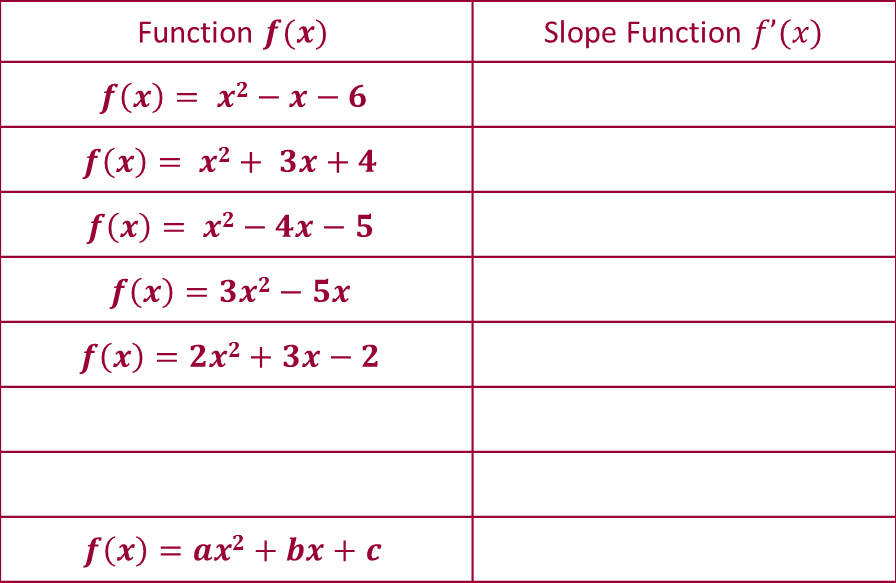 Function f(x) Slope Function f'(x)
f(x) = x² − x − 6
f(x) = x² + 3x + 4
f(x) = x² − 4x − 5
f(x) = 3x² − 5x
f(x) = 2x² + 3x − 2
f(x) = ax² + bx + c